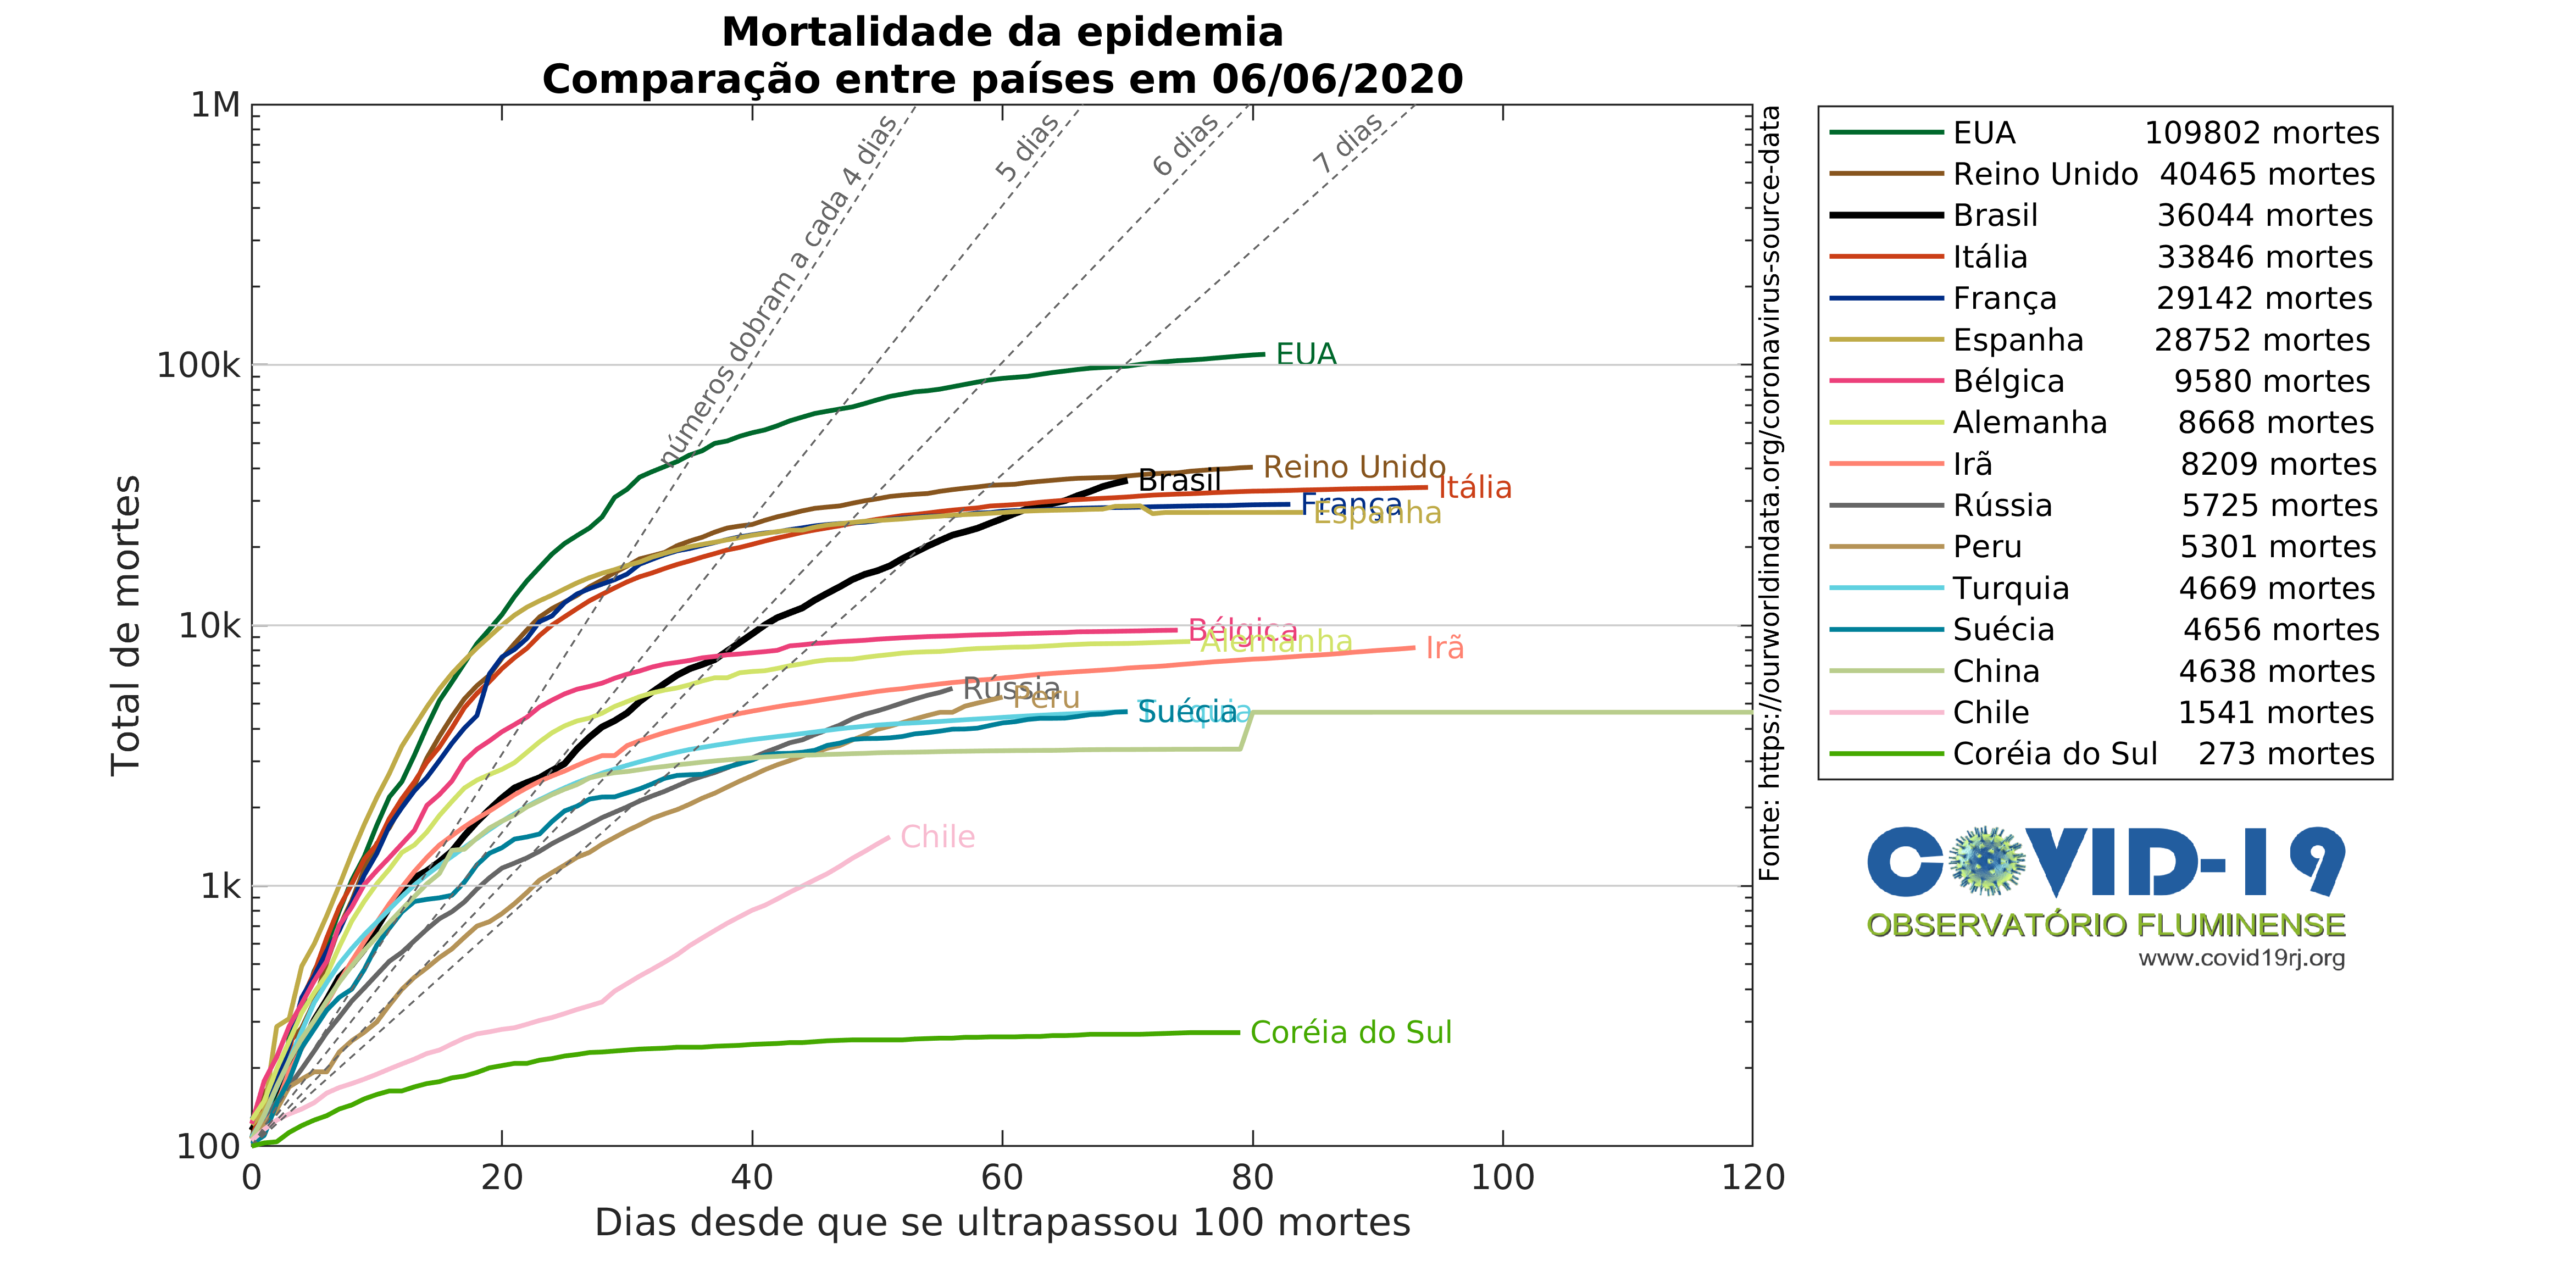 Mortalidade da epidemia
Comparação entre países em 06/06/2020
Total de mortes
1M
100k
10k
1k
100
0 20 40 60 80 100 120
Dias desde que se ultrapassou 100 mortes
números dobram a cada 4 dias
5 dias
6 dias
7 dias
EUA
Reino Unido
Brasil
Itália
França
Espanha
Bélgica
Alemanha
Irã
Rússia
Peru
Turquia
Suécia
Chile
Coréia do Sul
Fonte: https://ourworldindata.org/coronavirus-source-data
EUA 109802 mortes
Reino Unido 40465 mortes
Brasil 36044 mortes
Itália 33846 mortes
França 29142 mortes
Espanha 28752 mortes
Bélgica 9580 mortes
Alemanha 8668 mortes
Irã 8209 mortes
Rússia 5725 mortes
Peru 5301 mortes
Turquia 4669 mortes
Suécia 4656 mortes
China 4638 mortes
Chile 1541 mortes
Coréia do Sul 273 mortes
COVID-19
OBSERVATÓRIO FLUMINENSE
www.covid19rj.org